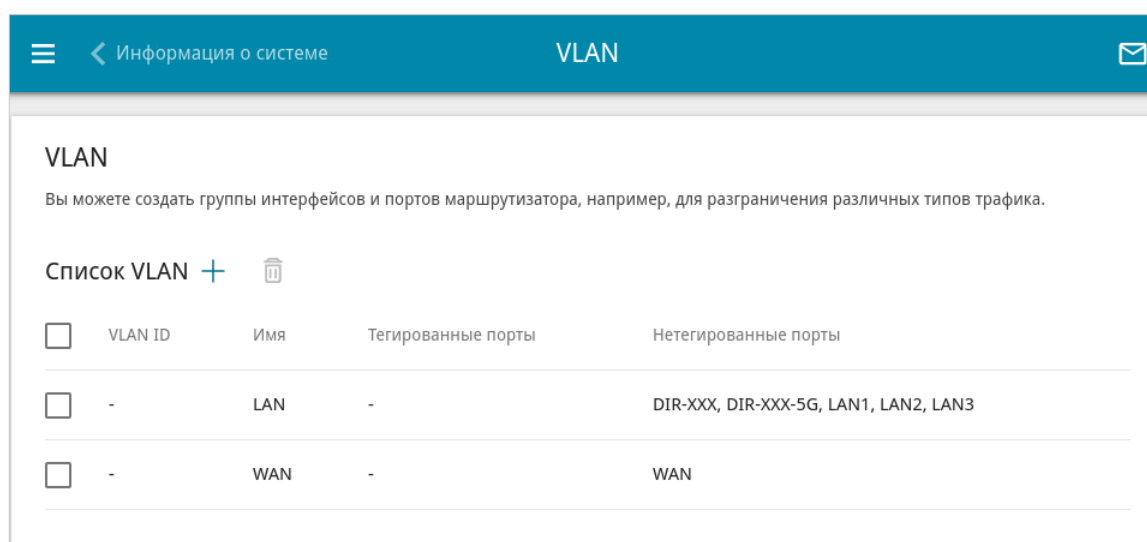 Информация о системе VLAN
VLAN
Вы можете создать группы интерфейсов и портов маршрутизатора, например, для разграничения различных типов трафика.
Список VLAN +
VLAN ID Имя Тегированные порты Нетегированные порты
- LAN - DIR-XXX, DIR-XXX-5G, LAN1, LAN2, LAN3
- WAN - WAN